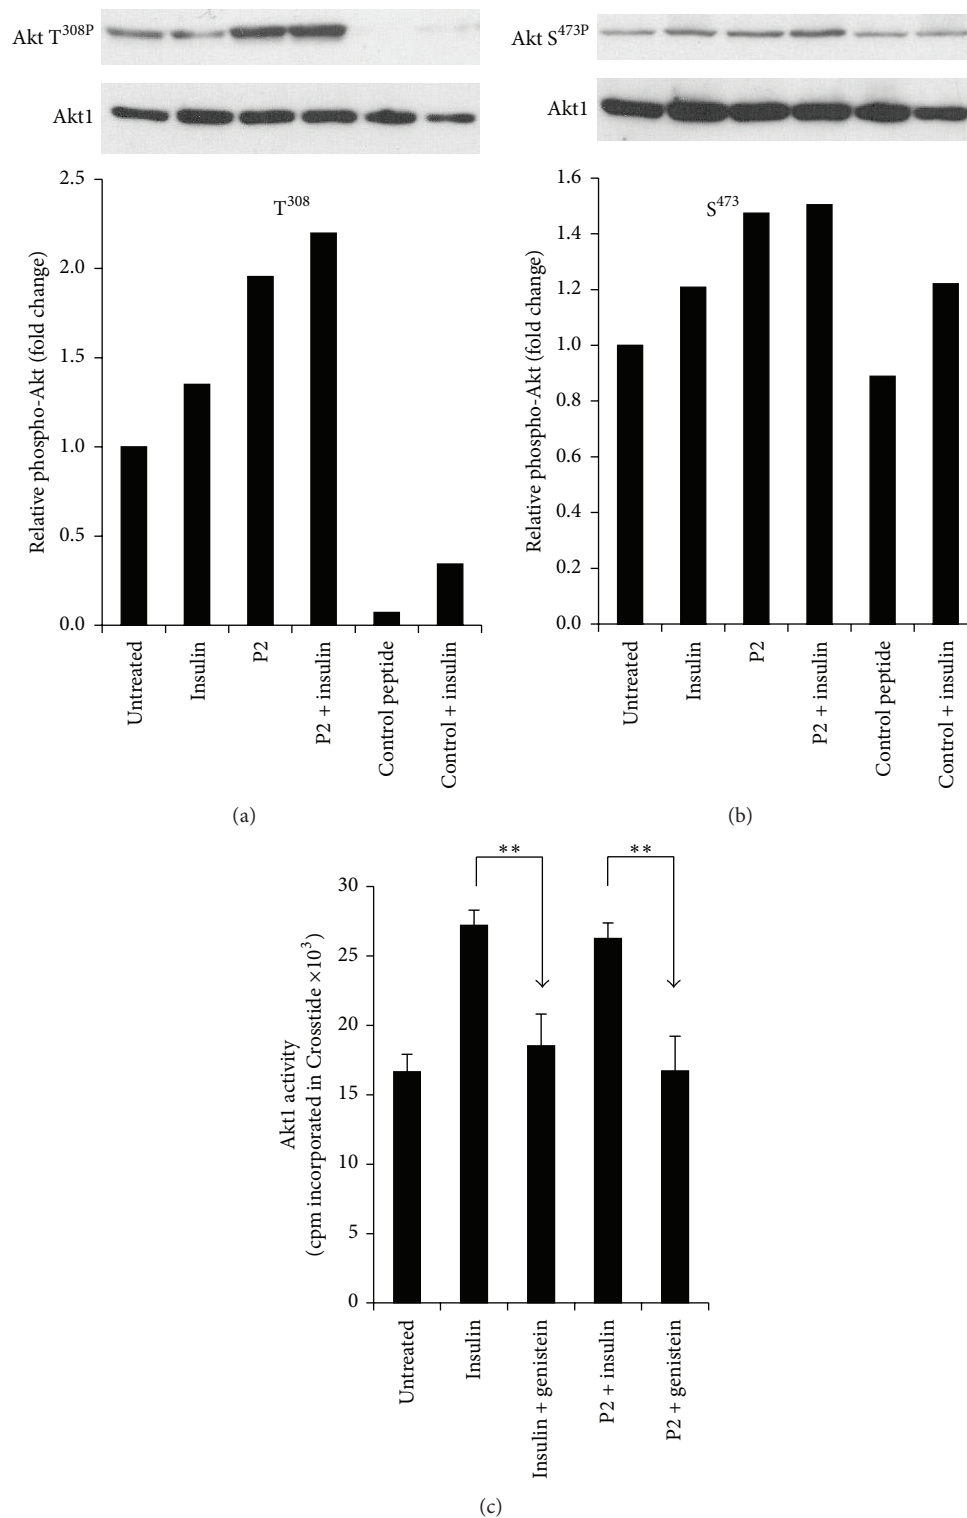 Akt T308P
Akt1
2.5
2.0
1.5
1.0
0.5
0.0
Relative phospho-Akt (fold change)
T308
Untreated
Insulin
P2
P2 + insulin
Control peptide
Control + insulin
(a)
Akt S473P
Akt1
1.6
1.4
1.2
1.0
0.8
0.6
0.4
0.2
0.0
Relative phospho-Akt (fold change)
S473
Untreated
Insulin
P2
P2 + insulin
Control peptide
Control + insulin
(b)
**
**
30
25
20
15
10
5
0
Akt1 activity
(cpm incorporated in Crosstide ×103)
Untreated
Insulin
Insulin + genistein
P2 + insulin
P2 + genistein
(c)